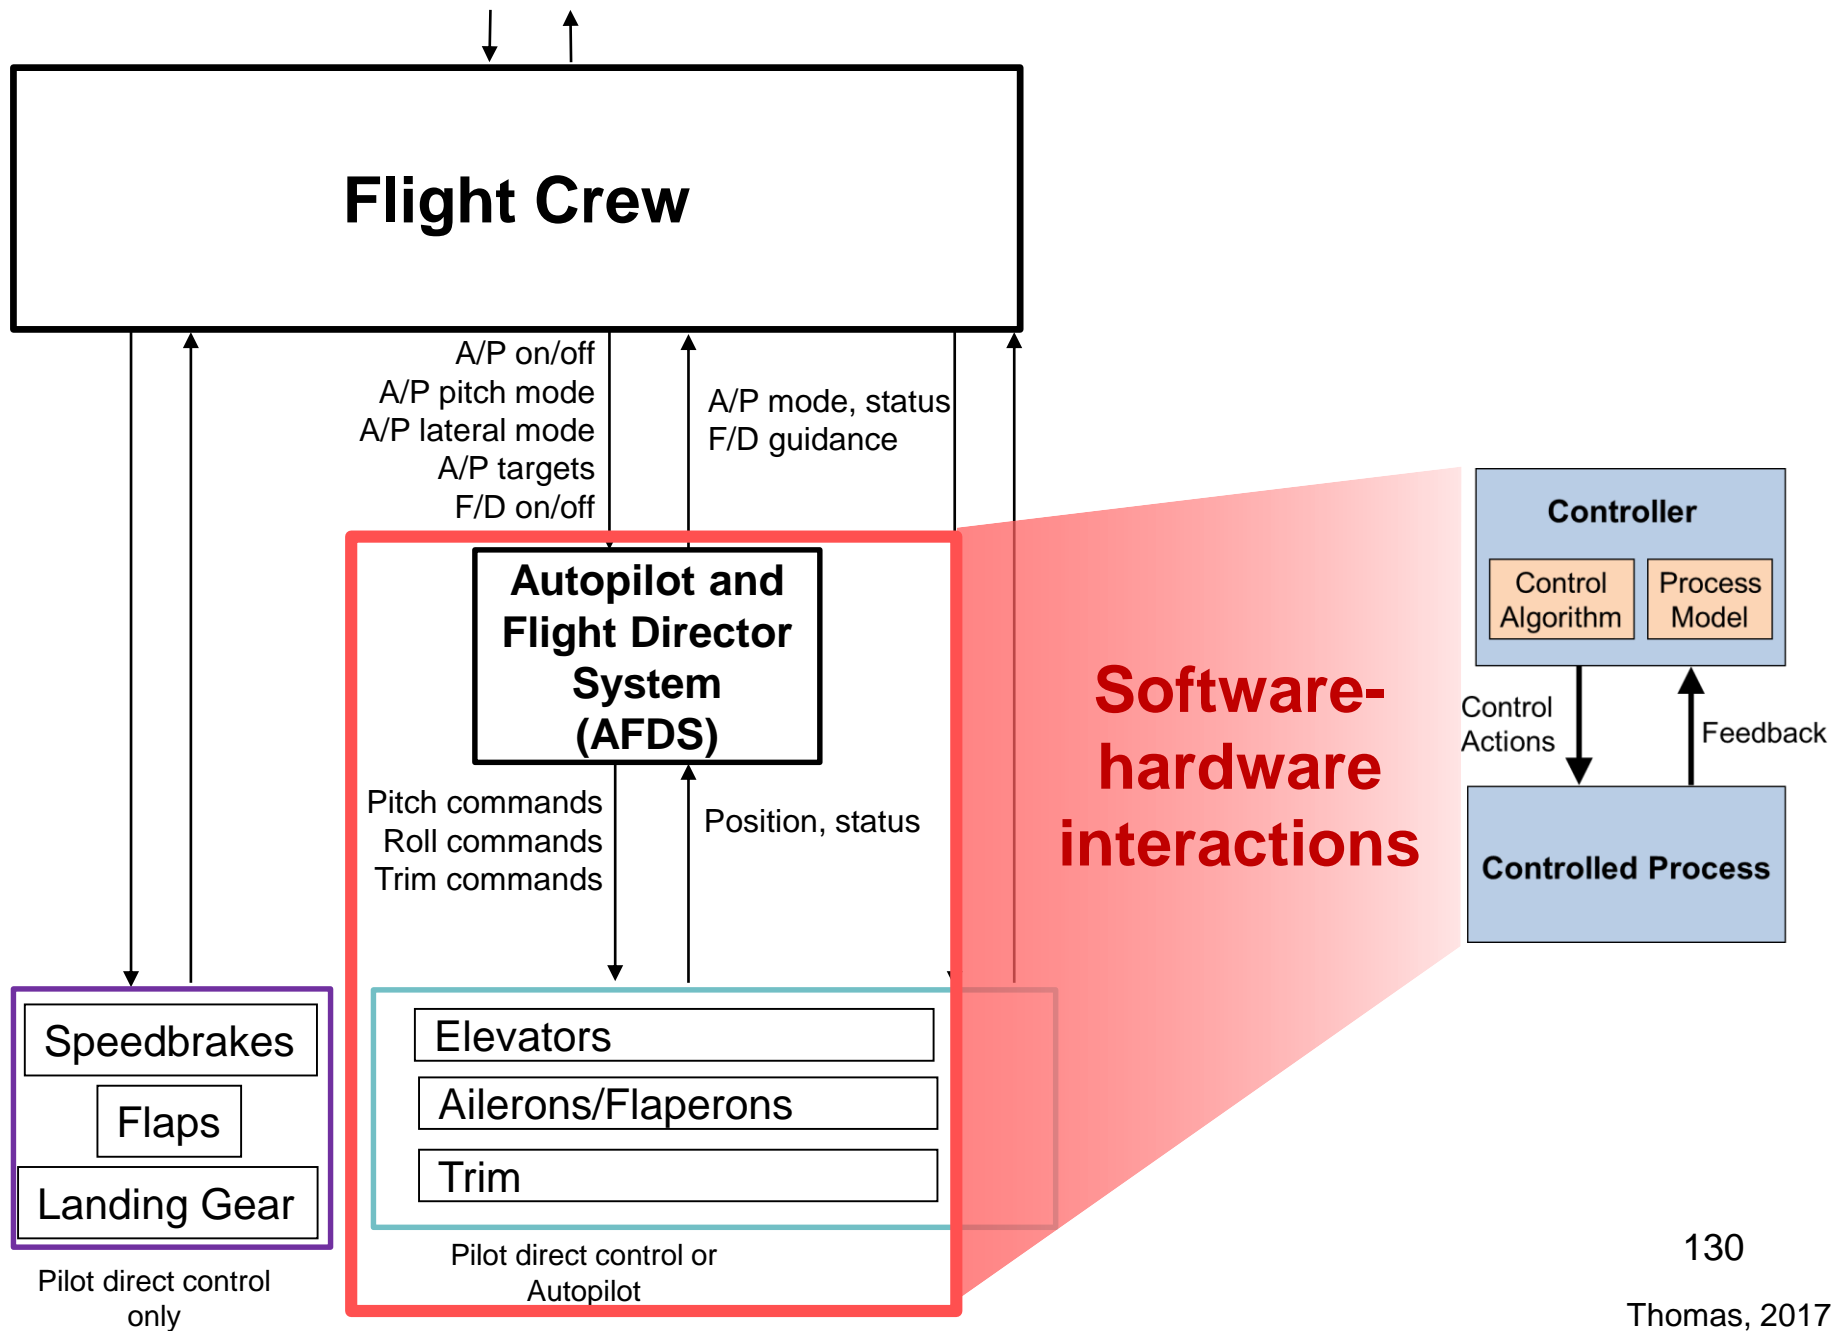 Flight Crew
A/P on/off
A/P pitch mode
A/P lateral mode
A/P targets
F/D on/off
A/P mode, status
F/D guidance
Autopilot and
Flight Director
System
(AFDS)
Pitch commands
Roll commands
Trim commands
Position, status
Speedbrakes
Flaps
Landing Gear
Pilot direct control
only
Elevators
Ailerons/Flaperons
Trim
Pilot direct control or
Autopilot
Software-
hardware
interactions
Controller
Control
Algorithm
Process
Model
Control
Actions
Feedback
Controlled Process
130
Thomas, 2017